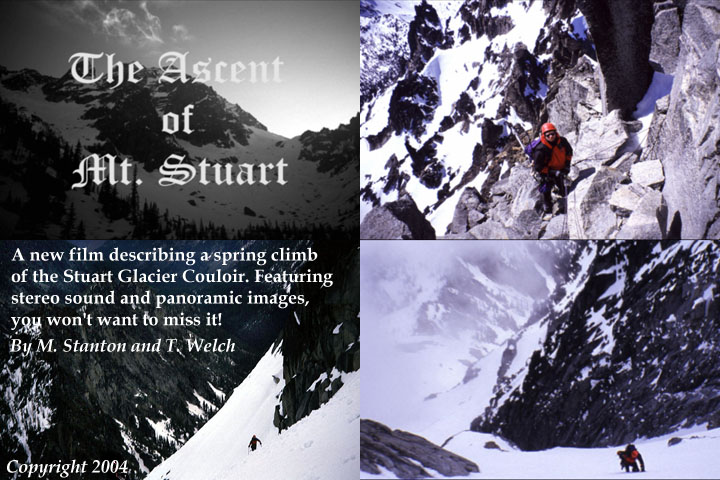 The Ascent
of
Mt. Stuart
A new film describing a spring climb
of the Stuart Glacier Couloir. Featuring
stereo sound and panoramic images,
you won't want to miss it!
By M. Stanton and T. Welch
Copyright 2004